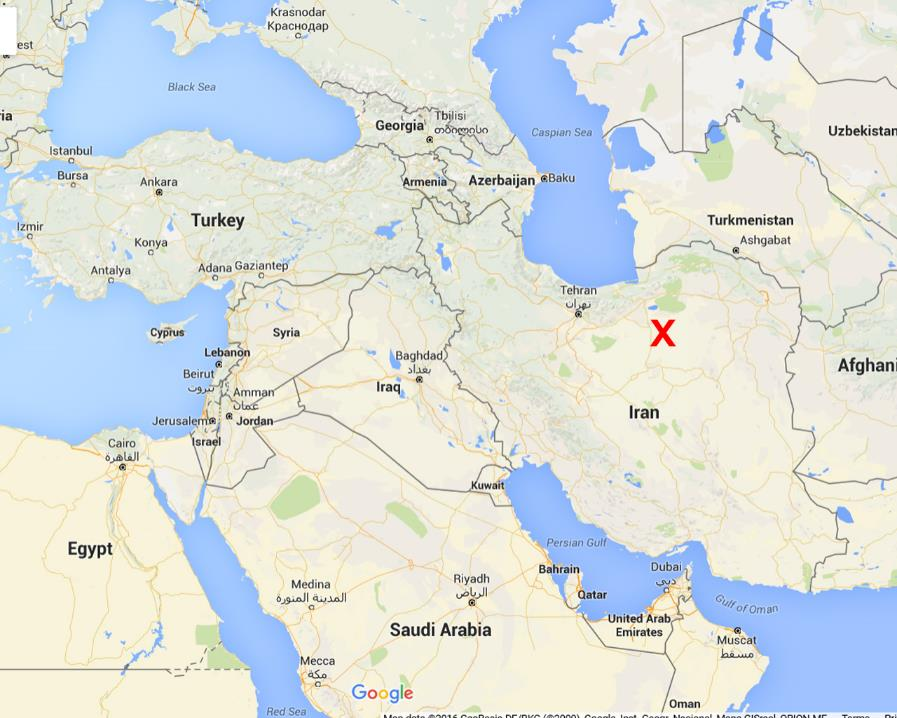 Krasnodar
Краснодар
est
Black Sea
ria
Georgia
Tbilisi
თბილისი
Caspian Sea
Uzbekistan
Istanbul
Bursa
Ankara
Armenia
Azerbaijan
Baku
Izmir
Turkey
Turkmenistan
Konya
Ashgabat
Antalya
Adana
Gaziantep
Tehran
تهران
Cyprus
Syria
X
Lebanon
Beirut
بيروت
Baghdad
بغداد
Afghani
Iraq
Amman
عمان
Iran
Jerusalem
Jordan
Israel
Cairo
القاهرة
Kuwait
Egypt
Persian Gulf
Bahrain
Dubai
دبي
Medina
المدينة المنورة
Riyadh
الرياض
Qatar
Gulf of Oman
United Arab
Emirates
Saudi Arabia
Muscat
مسقط
Mecca
مكة
Google
Oman
Red Sea